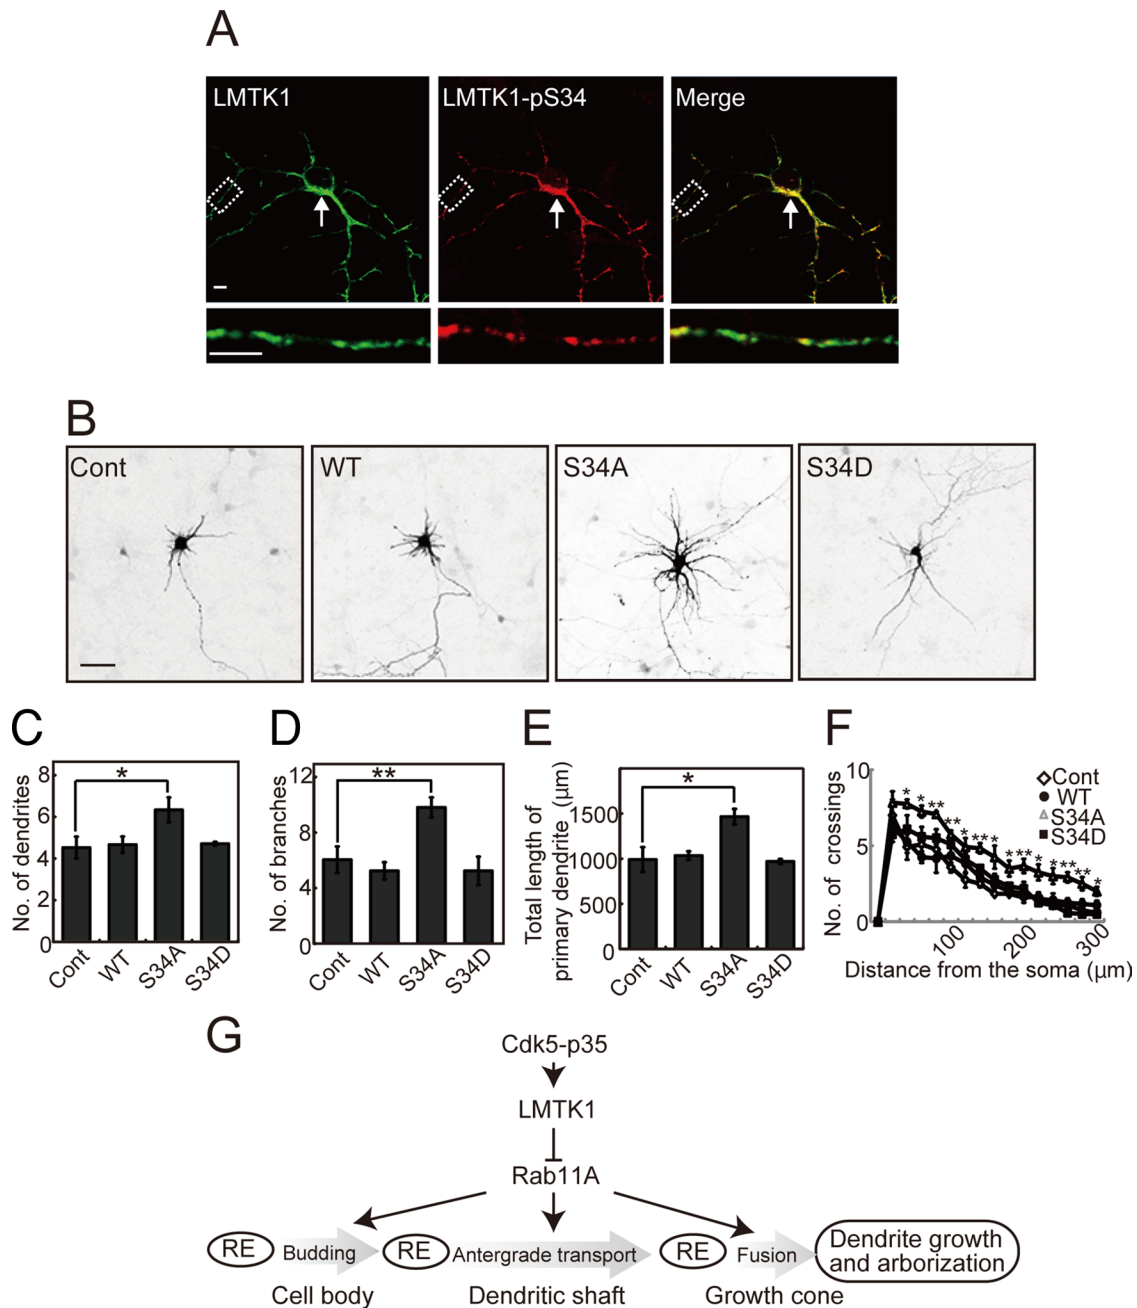 A
LMTK1
LMTK1-pS34
Merge
B
Cont
WT
S34A
S34D
C
No. of dendrites
8
6
4
2
0
*
Cont
WT
S34A
S34D
D
No. of branches
12
8
4
0
**
Cont
WT
S34A
S34D
E
Total length of
primary dendrite (μm)
1500
1000
500
0
*
Cont
WT
S34A
S34D
F
No. of crossings
10
5
0
Cont
WT
S34A
S34D
100
200
300
Distance from the soma (μm)
G
Cdk5-p35
LMTK1
Rab11A
RE
Budding
RE
Antergrade transport
RE
Fusion
Dendrite growth
and arborization
Cell body
Dendritic shaft
Growth cone